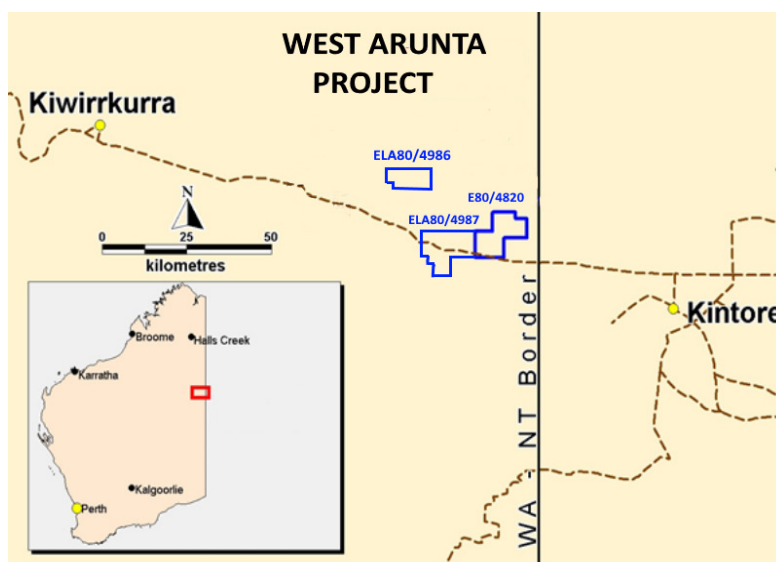 WEST ARUNTA
PROJECT
Kiwirrkurra
ELA80/4986
E80/4820
ELA80/4987
N
0 25 50
kilometres
WA - NT Border
Kintore
Broome
Halls Creek
Karratha
Kalgoorlie
Perth